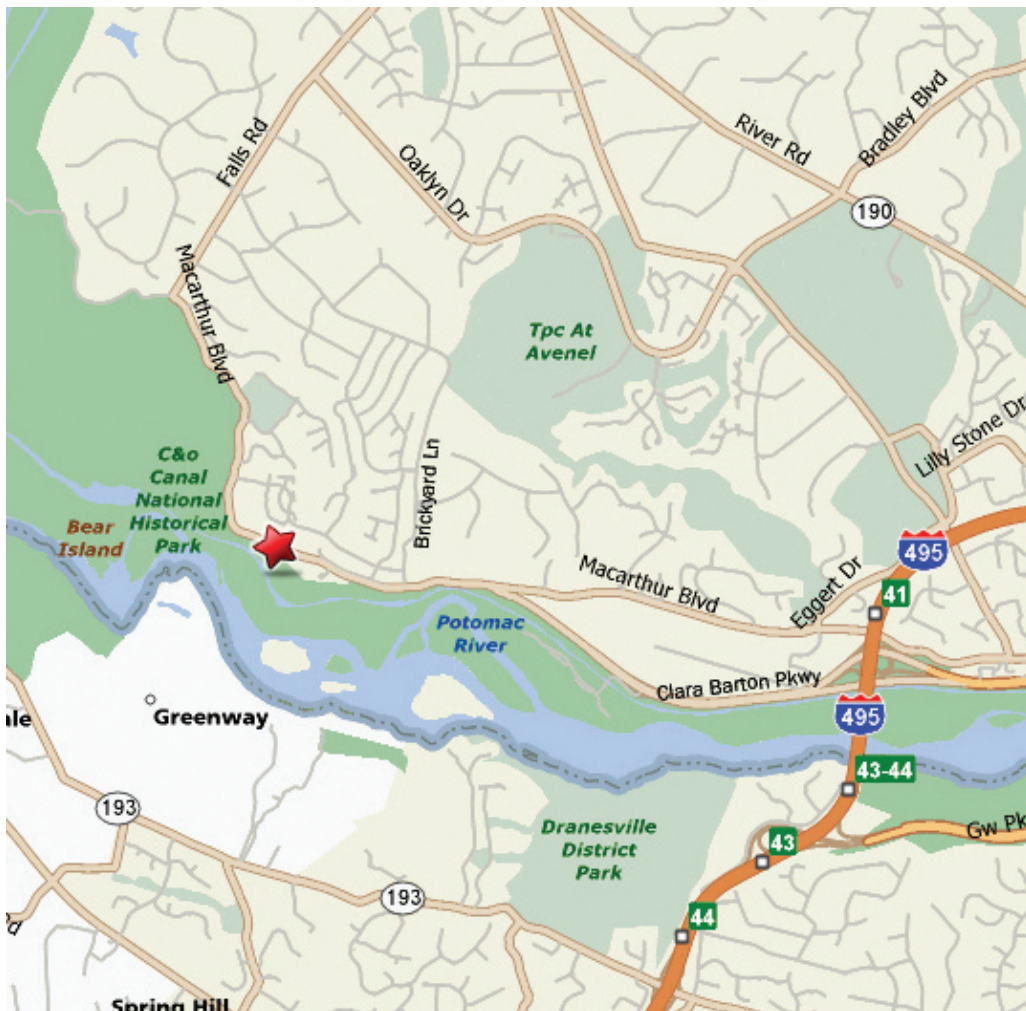 Falls Rd
Oaklyn Dr
River Rd
Bradley Blvd
190
Macarthur Blvd
Tpc At
Avenel
Lilly Stone Dr
C&o
Canal
National
Historical
Park
Bear
Island
Brickyard Ln
495
41
Macarthur Blvd
Eggert Dr
Potomac
River
Clara Barton Pkwy
495
ale
Greenway
43-44
193
Gw Pk
Dranesville
District
Park
43
193
44
Rd
Spring Hill